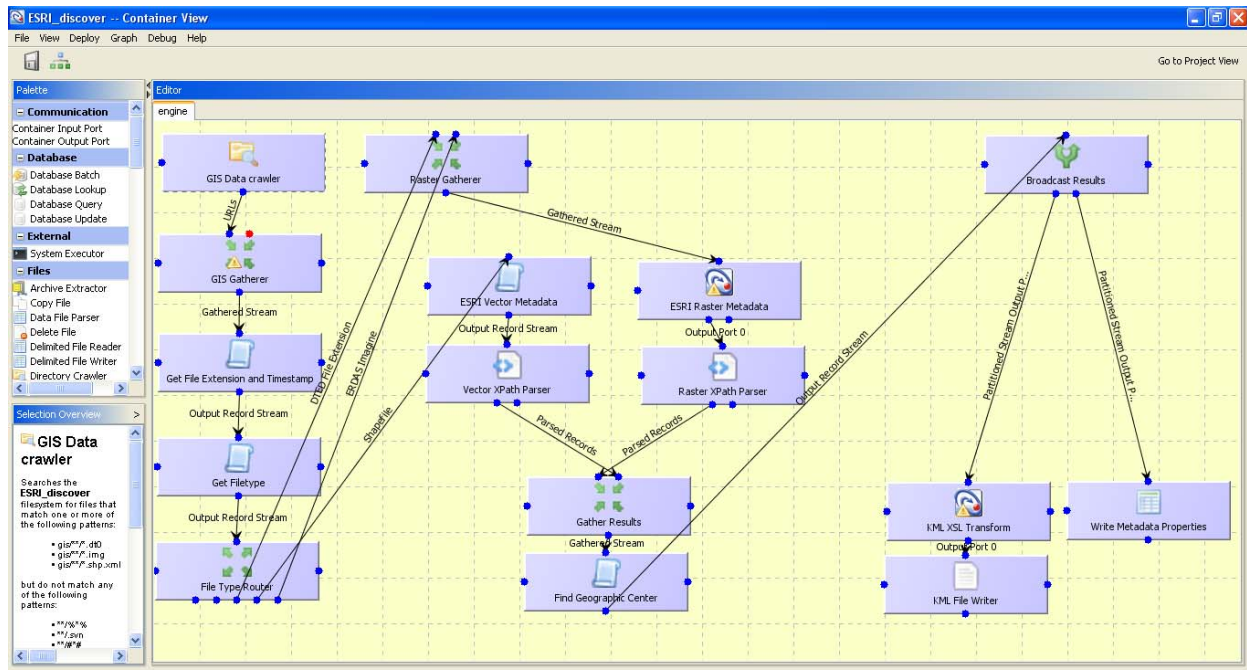 ESRI_discover -- Container View
File View Deploy Graph Debug Help
Go to Project View
Palette
Communication
Container Input Port
Container Output Port
Database
Database Batch
Database Lookup
Database Query
Database Update
External
System Executor
Files
Archive Extractor
Copy File
Data File Parser
Delete File
Delimited File Reader
Delimited File Writer
Directory Crawler
Selection Overview >
GIS Data
crawler
Searches the
ESRI_discover
filesystem for files that
match one or more of
the following patterns:
• gis/**/*.dt0
• gis/**/*.img
• gis/**/*.shp.xml
but do not match any
of the following
patterns:
• **/%*%
• **/.svn
• **/#*#
Editor
engine
GIS Data crawler
URLs
GIS Gatherer
Gathered Stream
Get File Extension and Timestamp
Output Record Stream
Get Filetype
Output Record Stream
File Type Router
DTED File Extension
ERDAS Imagine
Shapefile
Raster Gatherer
Gathered Stream
ESRI Vector Metadata
Output Record Stream
Vector XPath Parser
Parsed Records
ESRI Raster Metadata
Output Port 0
Raster XPath Parser
Parsed Records
Gather Results
Gathered Stream
Find Geographic Center
Output Record Stream
Broadcast Results
Partitioned Stream Output P...
Partitioned Stream Output P...
KML XSL Transform
Output Port 0
KML File Writer
Write Metadata Properties